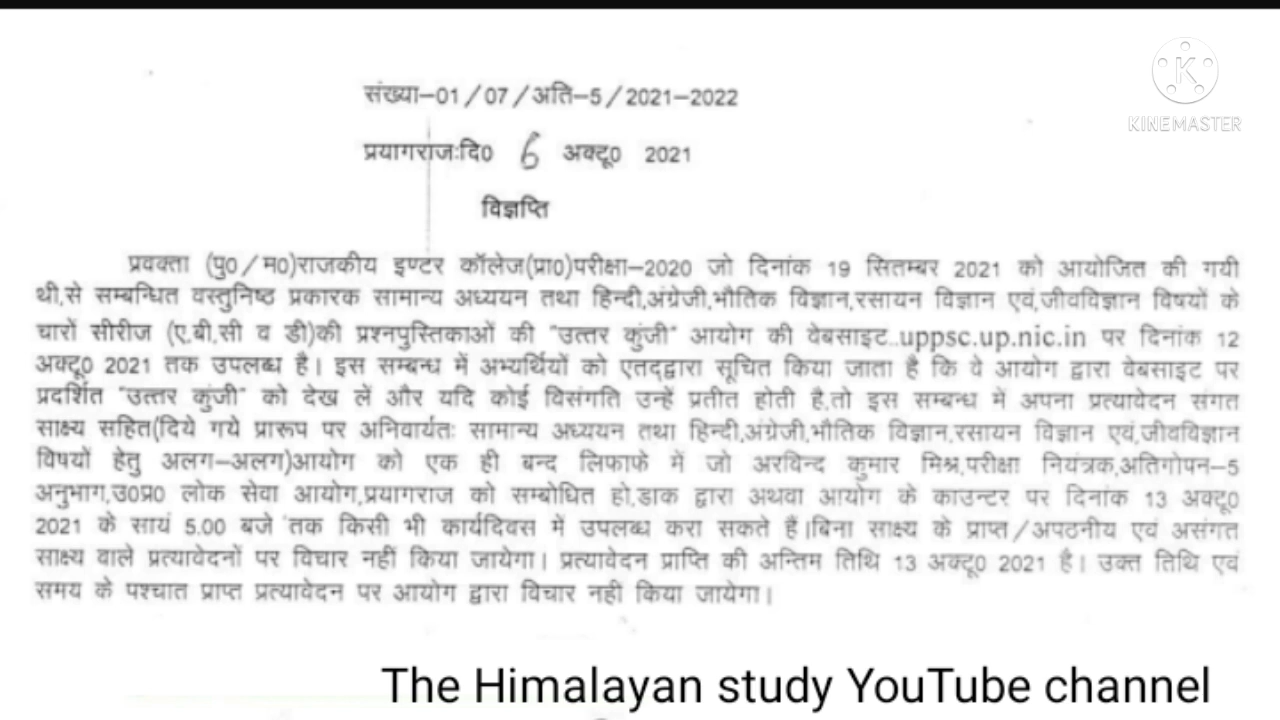 संख्या–01/07/अति–5/2021–2022
KINEMASTER
प्रयागराज:दि0 6 अक्टू0 2021
विज्ञप्ति
प्रवक्ता (पु0/म0)राजकीय इण्टर कॉलेज(प्रा0)परीक्षा–2020 जो दिनांक 19 सितम्बर 2021 को आयोजित की गयी
थी,से सम्बन्धित वस्तुनिष्ठ प्रकारक सामान्य अध्ययन तथा हिन्दी,अंग्रेजी,भौतिक विज्ञान,रसायन विज्ञान एवं,जीवविज्ञान विषयों के
चारों सीरीज (ए,बी,सी व डी)की प्रश्नपुस्तिकाओं की "उत्तर कुंजी" आयोग की वेबसाइट..uppsc.up.nic.in पर दिनांक 12
अक्टू0 2021 तक उपलब्ध है। इस सम्बन्ध में अभ्यर्थियों को एतद्द्वारा सूचित किया जाता है कि वे आयोग द्वारा वेबसाइट पर
प्रदर्शित "उत्तर कुंजी" को देख लें और यदि कोई विसंगति उन्हें प्रतीत होती है,तो इस सम्बन्ध में अपना प्रत्यावेदन संगत
साक्ष्य सहित(दिये गये प्रारूप पर अनिवार्यतः सामान्य अध्ययन तथा हिन्दी,अंग्रेजी,भौतिक विज्ञान,रसायन विज्ञान एवं,जीवविज्ञान
विषयों हेतु अलग–अलग)आयोग को एक ही बन्द लिफाफे में जो अरविन्द कुमार मिश्र,परीक्षा नियंत्रक,अतिगोपन–5
अनुभाग,उ0प्र0 लोक सेवा आयोग,प्रयागराज को सम्बोधित हो,डाक द्वारा अथवा आयोग के काउन्टर पर दिनांक 13 अक्टू0
2021 के सायं 5.00 बजे तक किसी भी कार्यदिवस में उपलब्ध करा सकते हैं।बिना साक्ष्य के प्राप्त/अपठनीय एवं असंगत
साक्ष्य वाले प्रत्यावेदनों पर विचार नहीं किया जायेगा। प्रत्यावेदन प्राप्ति की अन्तिम तिथि 13 अक्टू0 2021 है। उक्त तिथि एवं
समय के पश्चात प्राप्त प्रत्यावेदन पर आयोग द्वारा विचार नही किया जायेगा।
The Himalayan study YouTube channel